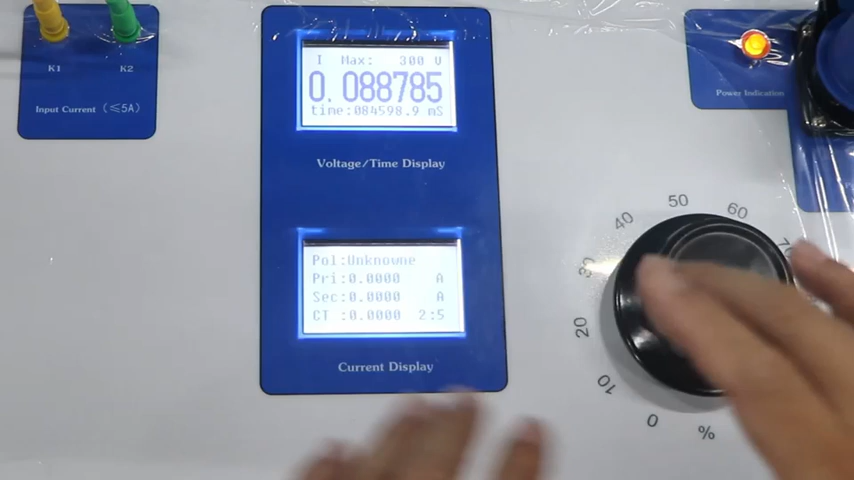 K1 K2
Input Current (≤5A)
I Max: 300 V
0.088785
time:084598.9 mS
Voltage/Time Display
Pol:Unknowne
Pri:0.0000 A
Sec:0.0000 A
CT :0.0000 2:5
Current Display
Power Indication
50
40 60
30
20
10
0 %